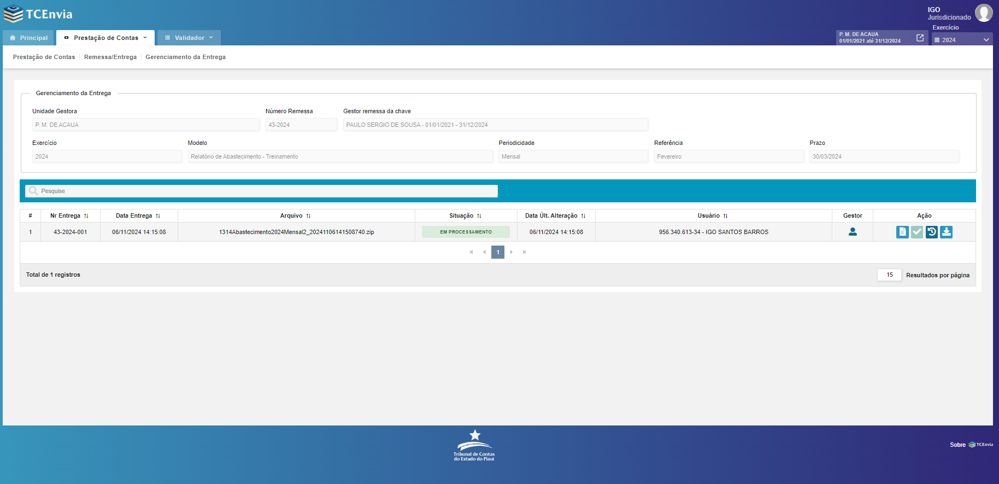 TCEnvia
IGO
Jurisdicionado
Principal
Prestação de Contas
Validador
P. M. DE ACAUA
01/01/2021 até 31/12/2024
Exercício
2024
Prestação de Contas
Remessa/Entrega
Gerenciamento da Entrega
Gerenciamento da Entrega
Unidade Gestora
Número Remessa
Gestor remessa da chave
P. M. DE ACAUA
43-2024
PAULO SÉRGIO DE SOUSA - 01/01/2021 - 31/12/2024
Exercício
Modelo
Periodicidade
Referência
Prazo
2024
Relatório de Abastecimento - Treinamento
Mensal
Fevereiro
30/03/2024
Pesquise
# Nr Entrega Data Entrega Arquivo Situação Data Últ. Alteração Usuário Gestor Ação
1 43-2024-001 06/11/2024 14:15:08 1314Abastecimento2024Mensal2_20241106141508740.zip EM PROCESSAMENTO 06/11/2024 14:15:08 956.340.613-34 - IGO SANTOS BARROS
1
Total de 1 registros
15 Resultados por página
Tribunal de Contas
do Estado do Piauí
Sobre TCEnvia